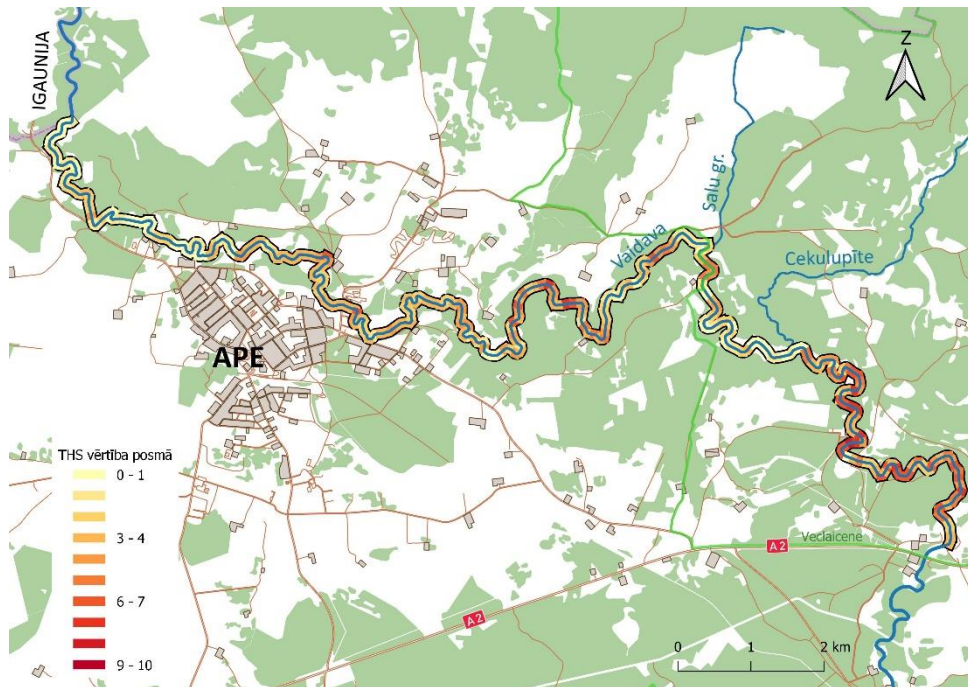 IGAUNIJA
Z
Vaidava
Salu gr.
Cekulupīte
APE
THS vērtība posmā
0 - 1
3 - 4
6 - 7
9 - 10
A 2
Veclaicene
A 2
0 1 2 km